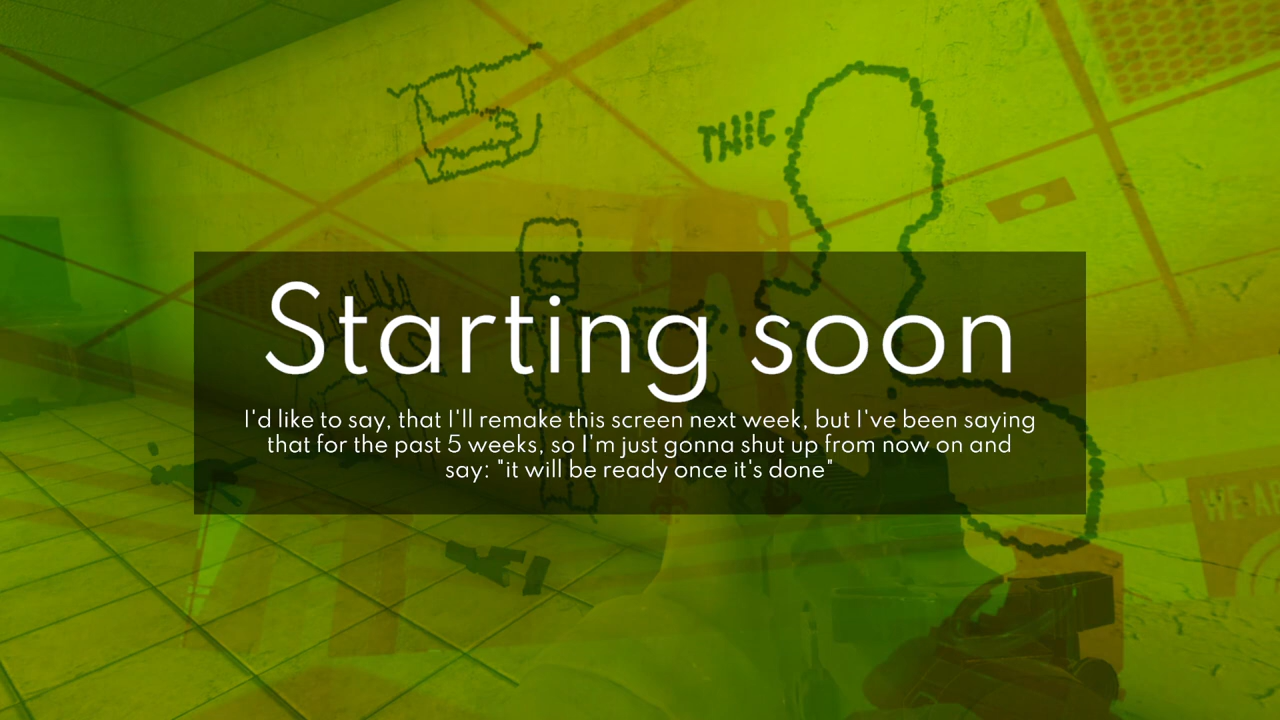 THIC
Starting soon
I'd like to say, that I'll remake this screen next week, but I've been saying
that for the past 5 weeks, so I'm just gonna shut up from now on and
say: "it will be ready once it's done"
WE AR